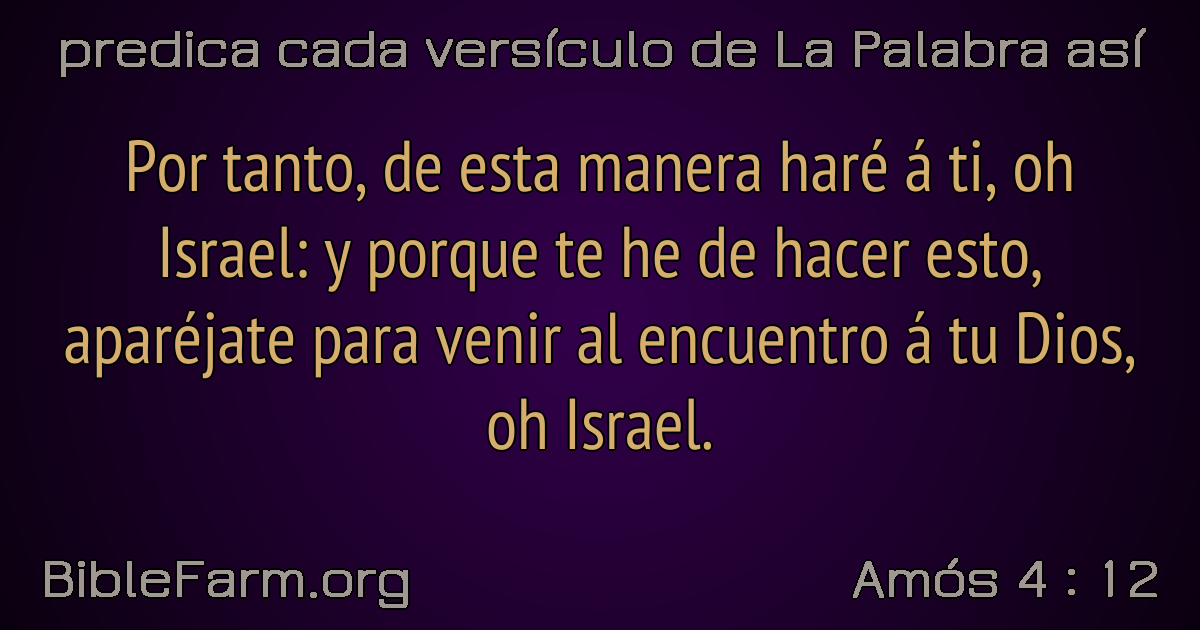 predica cada versículo de La Palabra así
Por tanto, de esta manera haré á ti, oh
Israel: y porque te he de hacer esto,
aparéjate para venir al encuentro á tu Dios,
oh Israel.
BibleFarm.org
Amós 4 : 12